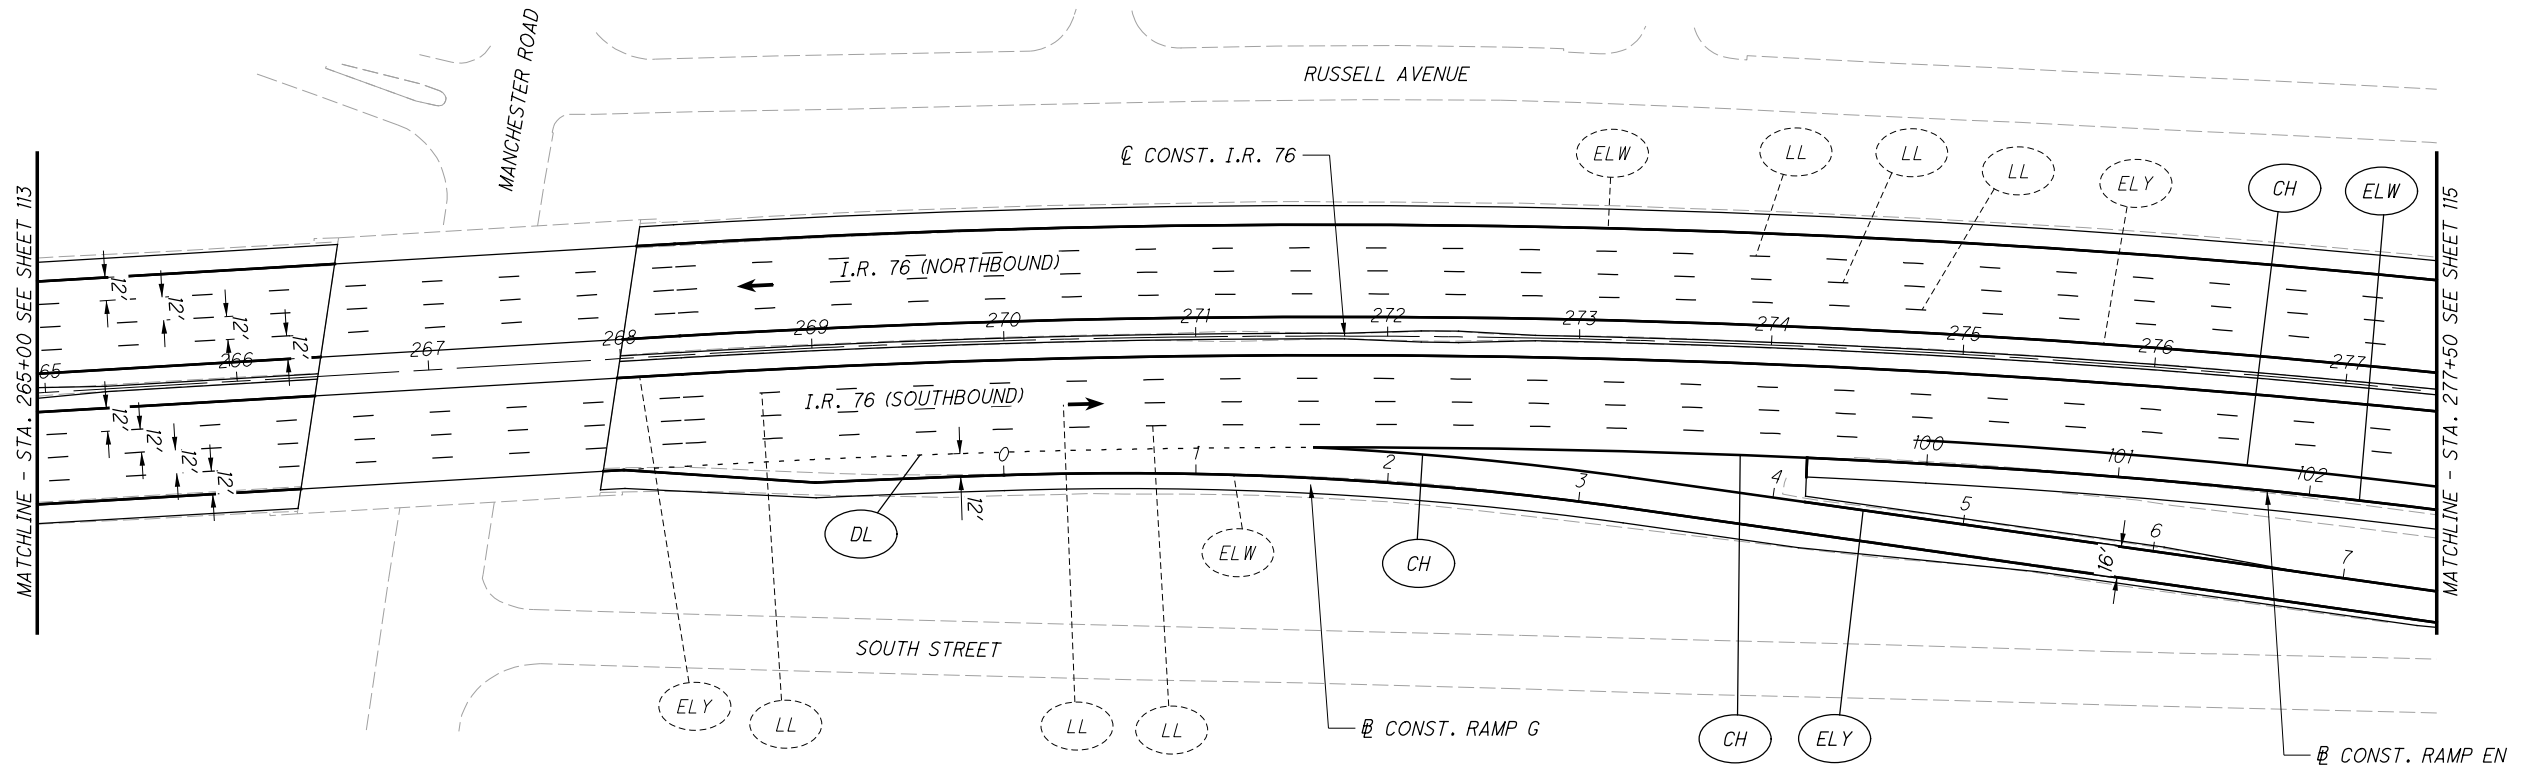 MANCHESTER ROAD
RUSSELL AVENUE
℄ CONST. I.R. 76
ELW
LL
LL
LL
ELY
CH
ELW
MATCHLINE - STA. 265+00 SEE SHEET 113
MATCHLINE - STA. 277+50 SEE SHEET 115
I.R. 76 (NORTHBOUND)
12'
12'
12'
12'
65
266
267
268
269
270
271
272
273
274
275
276
277
I.R. 76 (SOUTHBOUND)
12'
12'
12'
12'
12'
0
1
2
3
4
5
6
7
100
101
102
16'
DL
ELW
CH
SOUTH STREET
ELY
LL
LL
LL
CH
ELY
BL CONST. RAMP G
BL CONST. RAMP EN